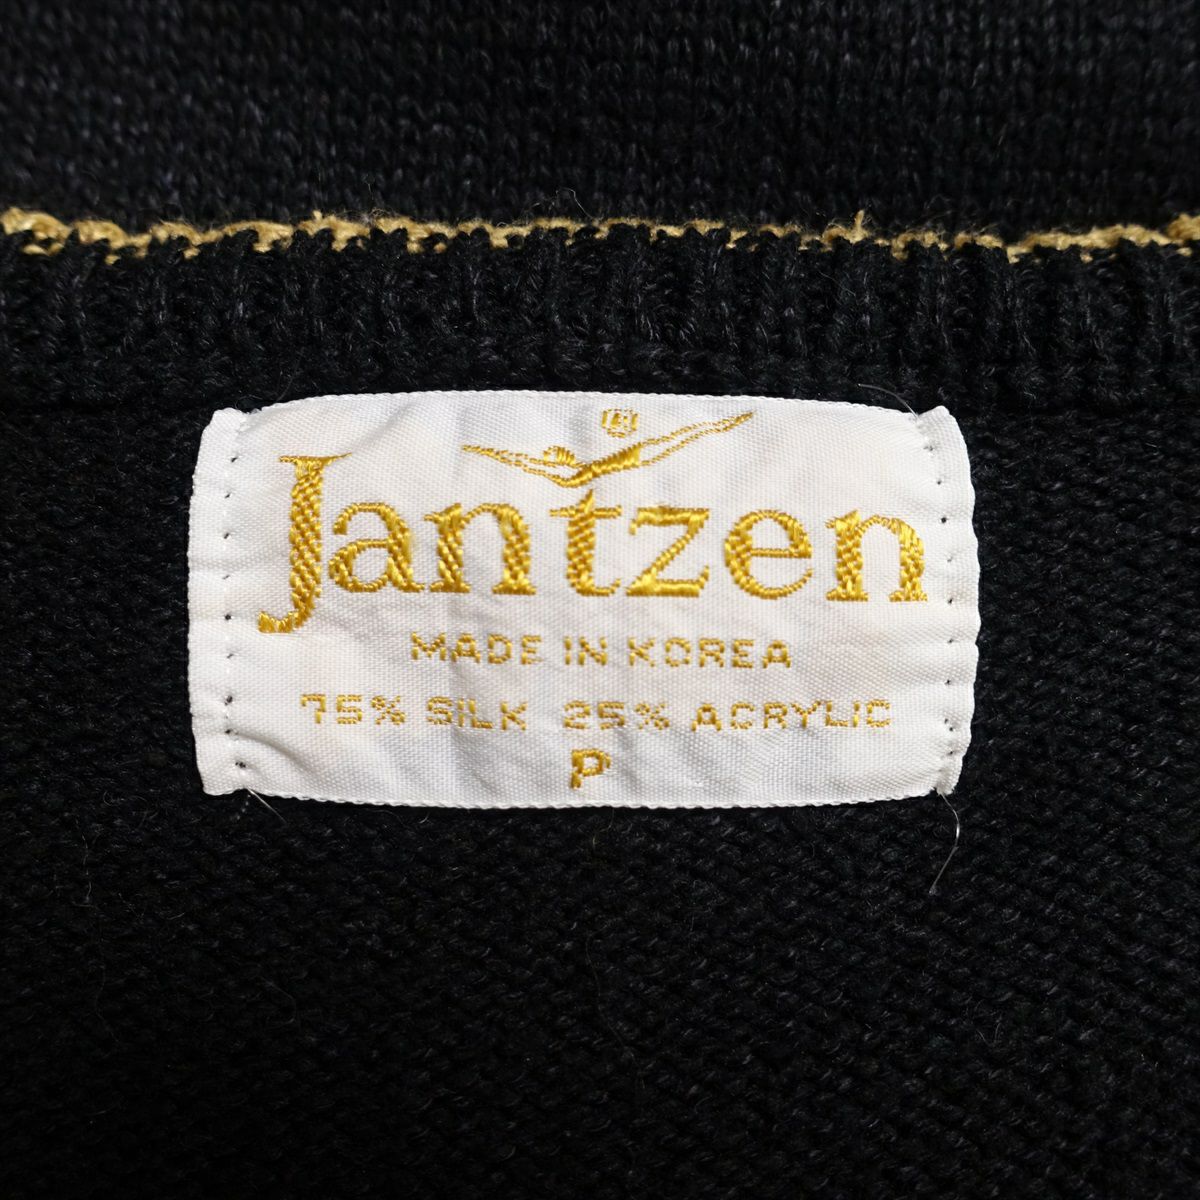 Jantzen
MADE IN KOREA
75% SILK 25% ACRYLIC
P